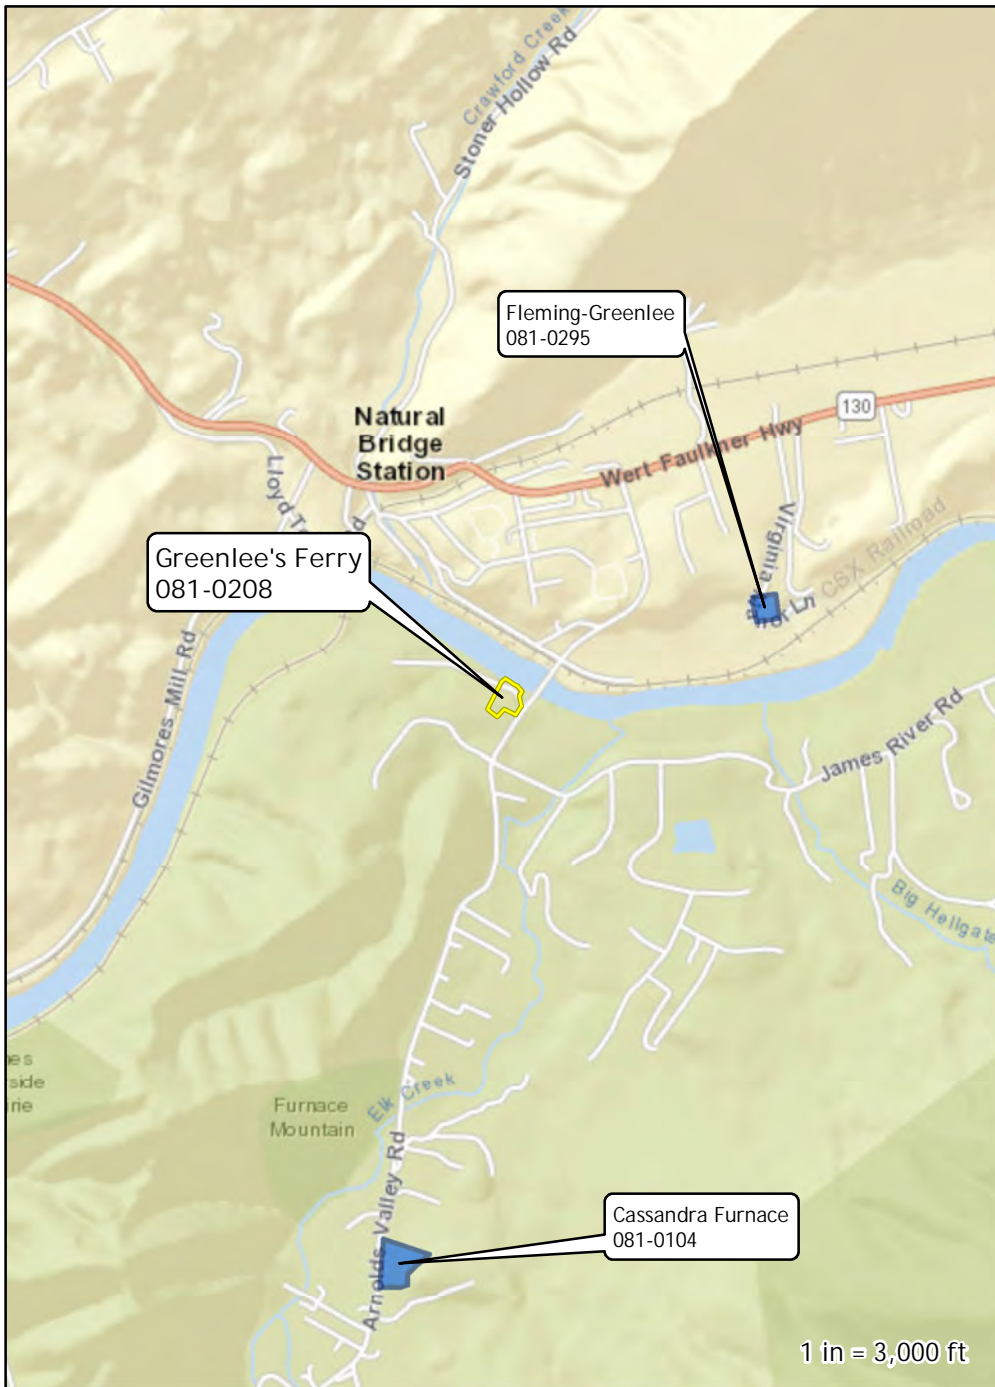 Crawford Creek
Stoner Hollow Rd
Fleming-Greenlee
081-0295
130
Natural
Bridge
Station
Wert Faulkner Hwy
Greenlee's Ferry
081-0208
Virginia
Ln
CSX Railroad
Gilmores Mill Rd
James River Rd
Big Hellgate
Elk Creek
Furnace
Mountain
Arnolds Valley Rd
Cassandra Furnace
081-0104
1 in = 3,000 ft